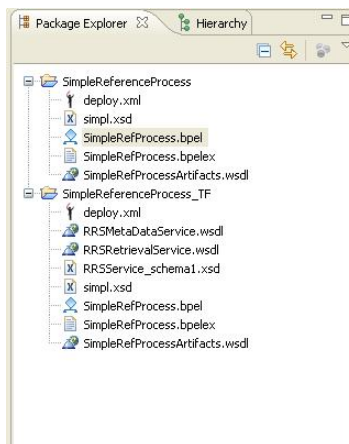 Package Explorer Hierarchy
SimpleReferenceProcess
deploy.xml
simpl.xsd
SimpleRefProcess.bpel
SimpleRefProcess.bpelex
SimpleRefProcessArtifacts.wsdl
SimpleReferenceProcess_TF
deploy.xml
RRSMetaDataService.wsdl
RRSRetrievalService.wsdl
RRSService_schema1.xsd
simpl.xsd
SimpleRefProcess.bpel
SimpleRefProcess.bpelex
SimpleRefProcessArtifacts.wsdl